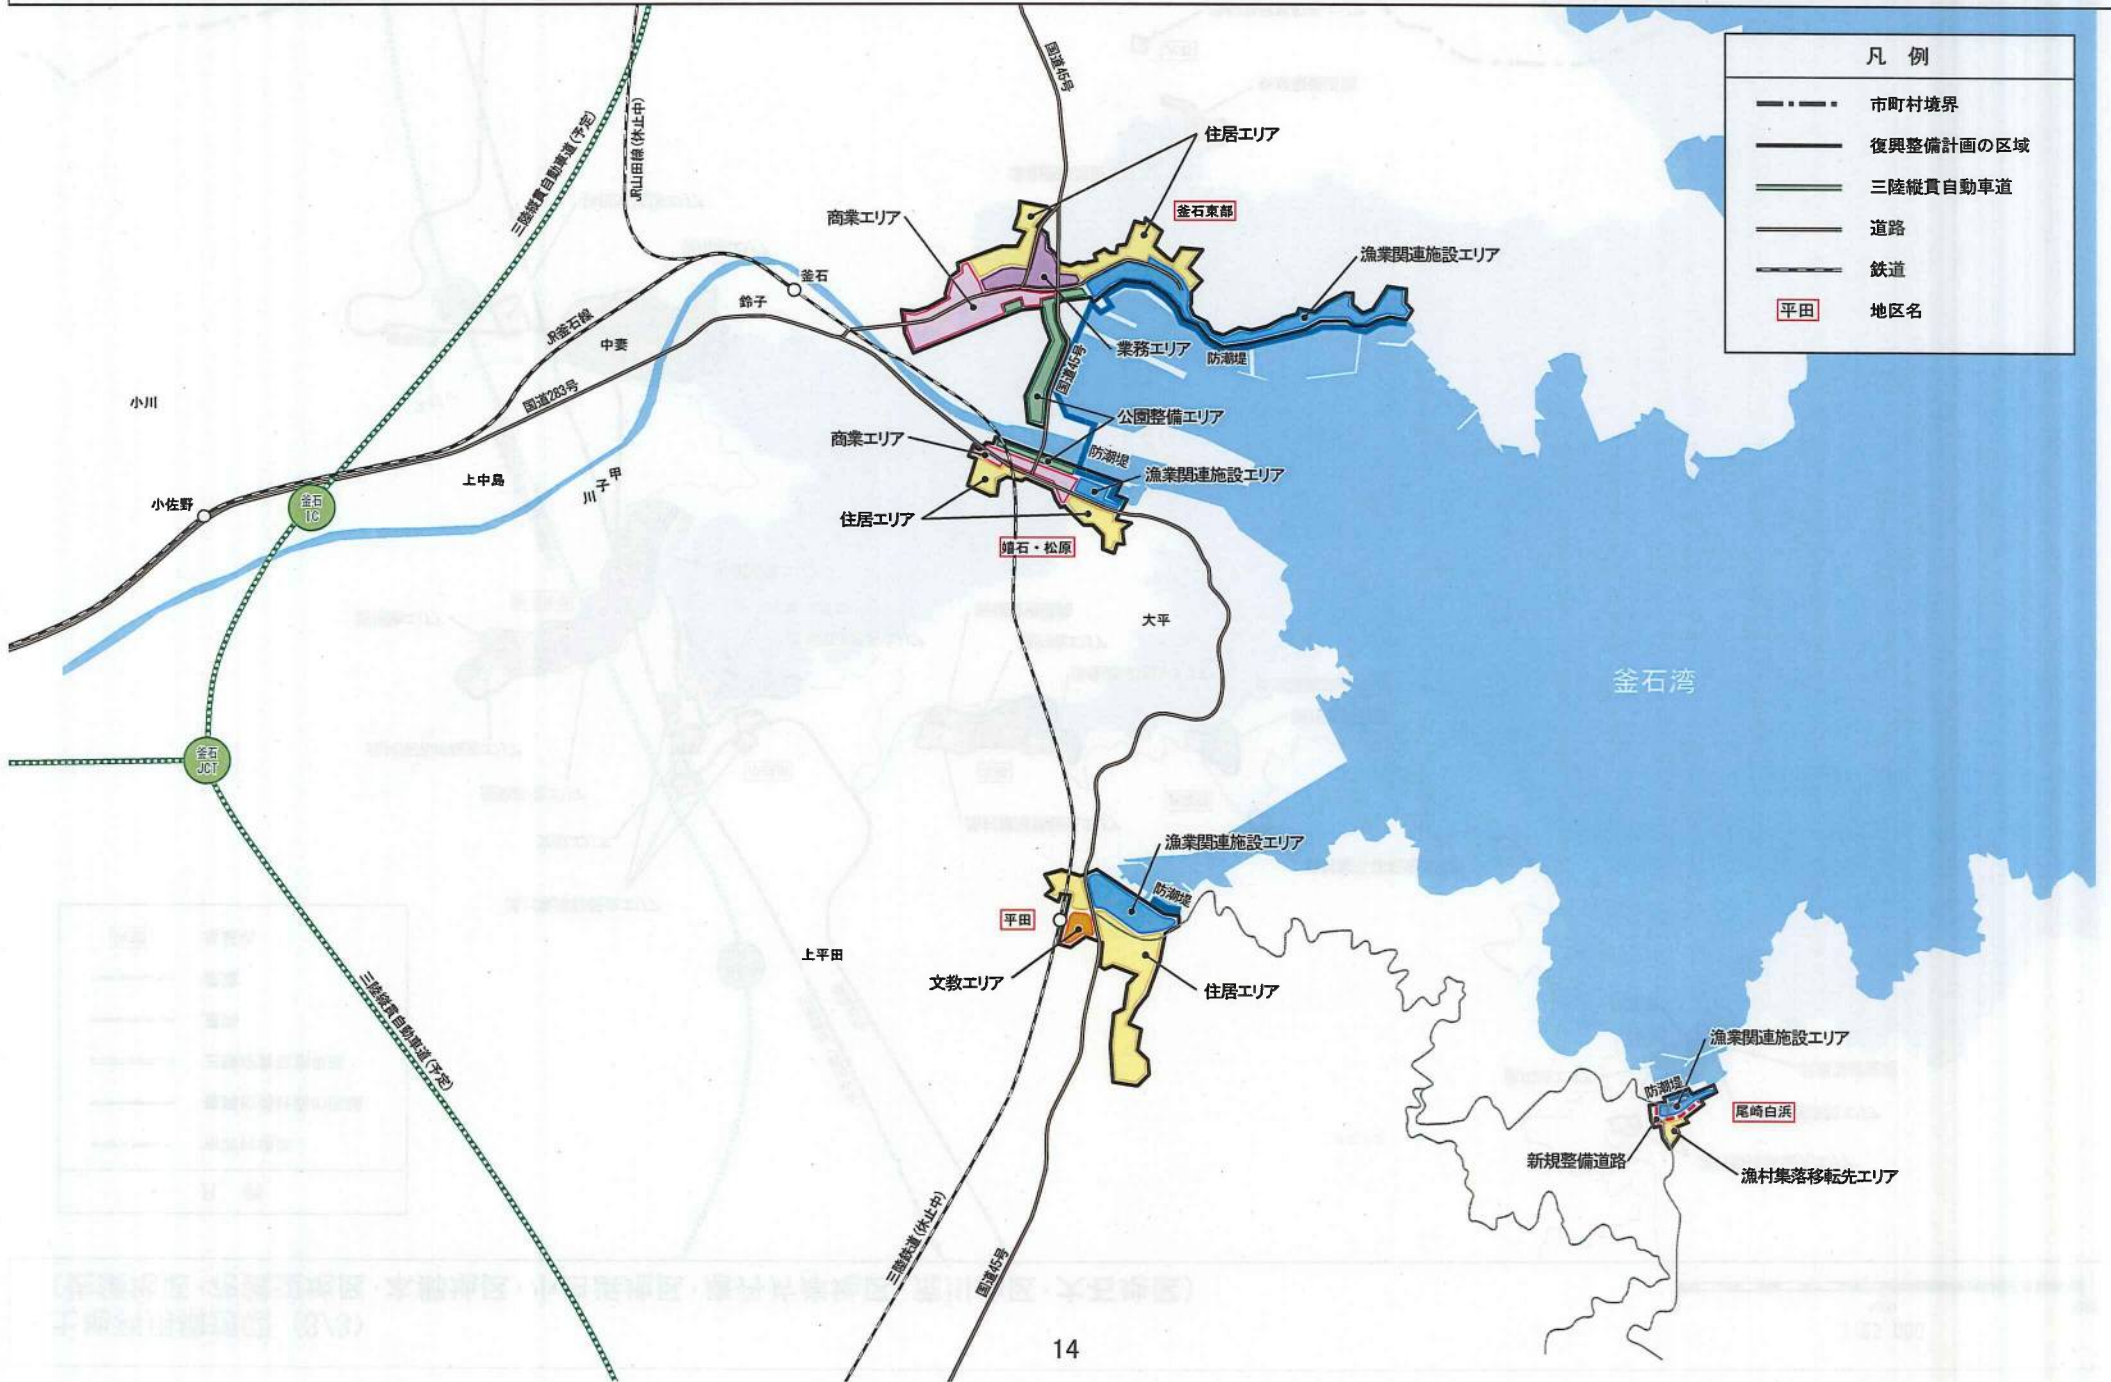 凡 例
市町村境界
復興整備計画の区域
三陸縦貫自動車道
道路
鉄道
平田
地区名
国道45号
三陸縦貫自動車道(予定)
JR山田線(休止中)
住居エリア
商業エリア
釜石東部
漁業関連施設エリア
釜石
鈴子
JR釜石線
中妻
業務エリア
防潮堤
国道45号
小川
国道283号
公園整備エリア
商業エリア
防潮堤
漁業関連施設エリア
上中島
甲子川
小佐野
釜石
IC
住居エリア
嬉石・松原
大平
釜石湾
釜石
JCT
漁業関連施設エリア
防潮堤
平田
上平田
文教エリア
住居エリア
三陸縦貫自動車道(予定)
漁業関連施設エリア
防潮堤
尾崎白浜
新規整備道路
漁村集落移転先エリア
三陸鉄道(休止中)
国道45号
14